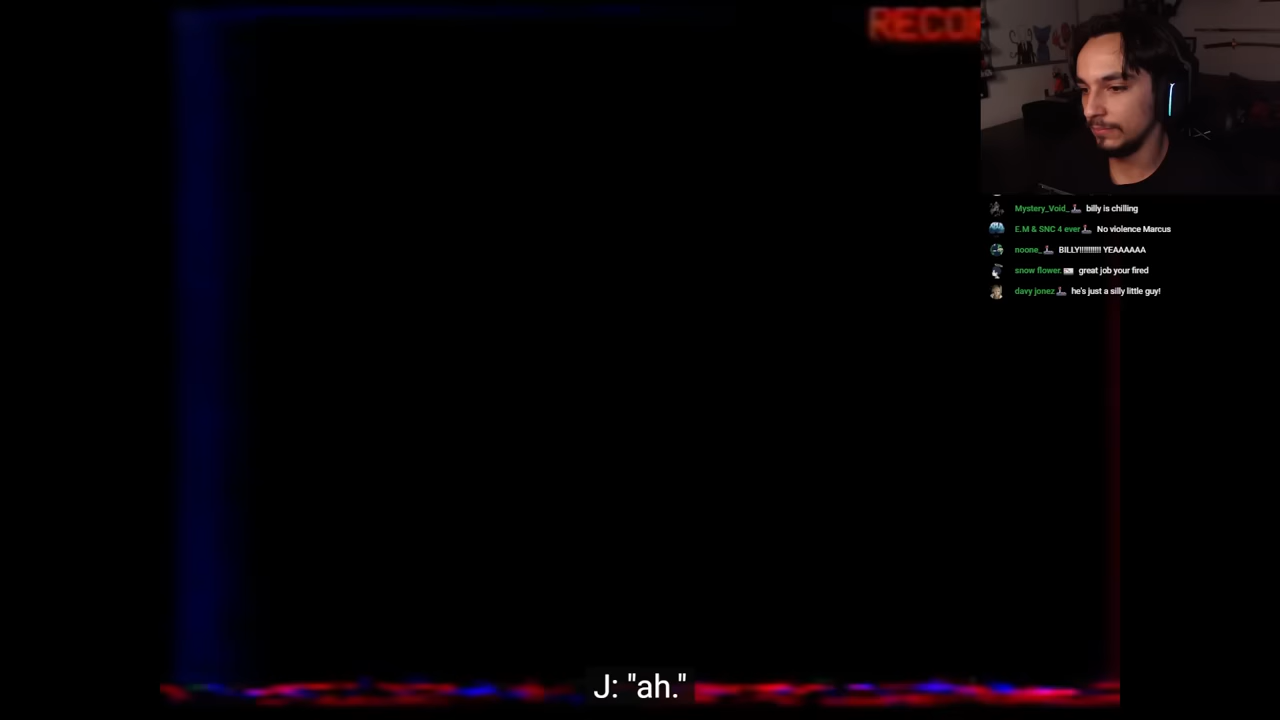 RECOR
Mystery_Void_ billy is chilling
E.M & SNC 4 ever No violence Marcus
noone_ BILLY!!!!!!!!!! YEAAAAAA
snow flower. great job your fired
davy jonez he's just a silly little guy!
J: "ah."